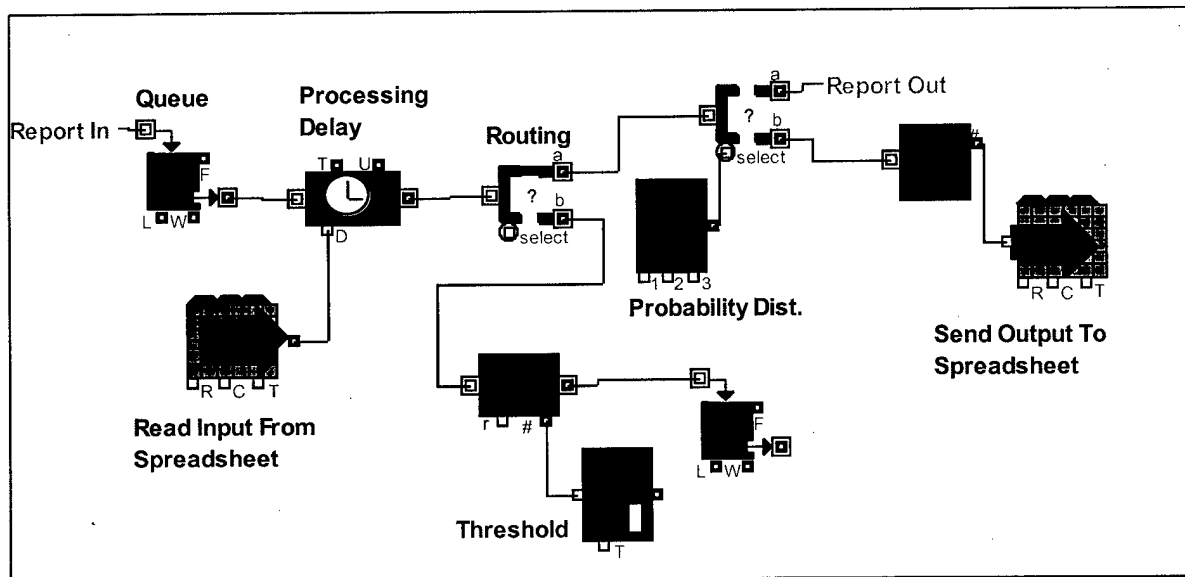 Queue
Processing
Delay
Report In
F
L W
T U
D
Routing
a
?
b
select
a
Report Out
?
b
select
#
1 2 3
Probability Dist.
R C T
Send Output To
Spreadsheet
R C T
Read Input From
Spreadsheet
r #
F
L W
Threshold
T